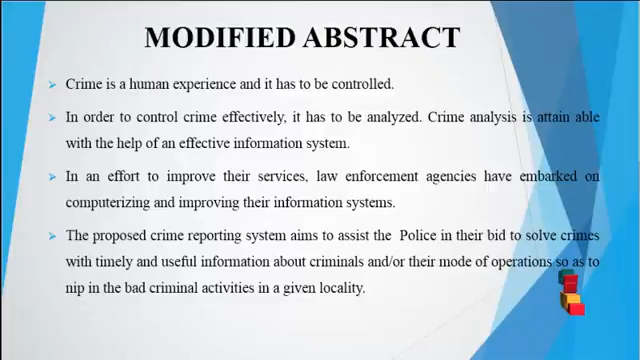 MODIFIED ABSTRACT
Crime is a human experience and it has to be controlled.
In order to control crime effectively, it has to be analyzed. Crime analysis is attain able
with the help of an effective information system.
In an effort to improve their services, law enforcement agencies have embarked on
computerizing and improving their information systems.
The proposed crime reporting system aims to assist the Police in their bid to solve crimes
with timely and useful information about criminals and/or their mode of operations so as to
nip in the bad criminal activities in a given locality.